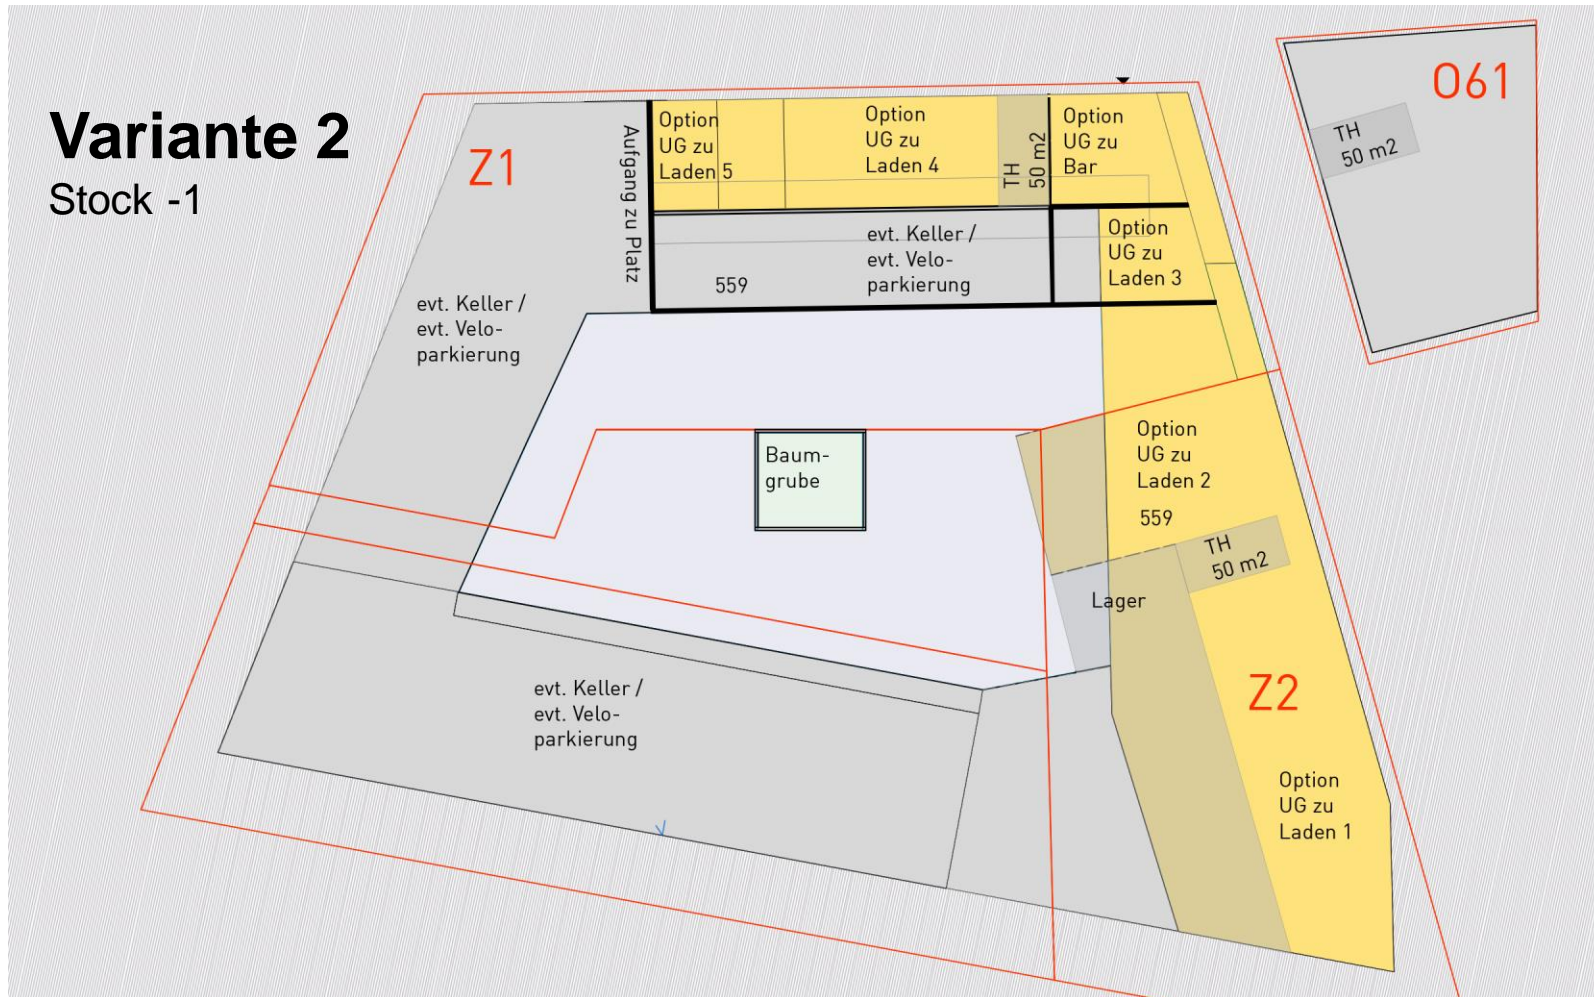 Variante 2
Stock -1
Z1
Aufgang zu Platz
Option
UG zu
Laden 5
Option
UG zu
Laden 4
TH
50 m2
Option
UG zu
Bar
O61
TH
50 m2
evt. Keller /
evt. Velo-
parkierung
559
Option
UG zu
Laden 3
evt. Keller /
evt. Velo-
parkierung
Baum-
grube
Option
UG zu
Laden 2
559
TH
50 m2
Lager
Z2
evt. Keller /
evt. Velo-
parkierung
Option
UG zu
Laden 1